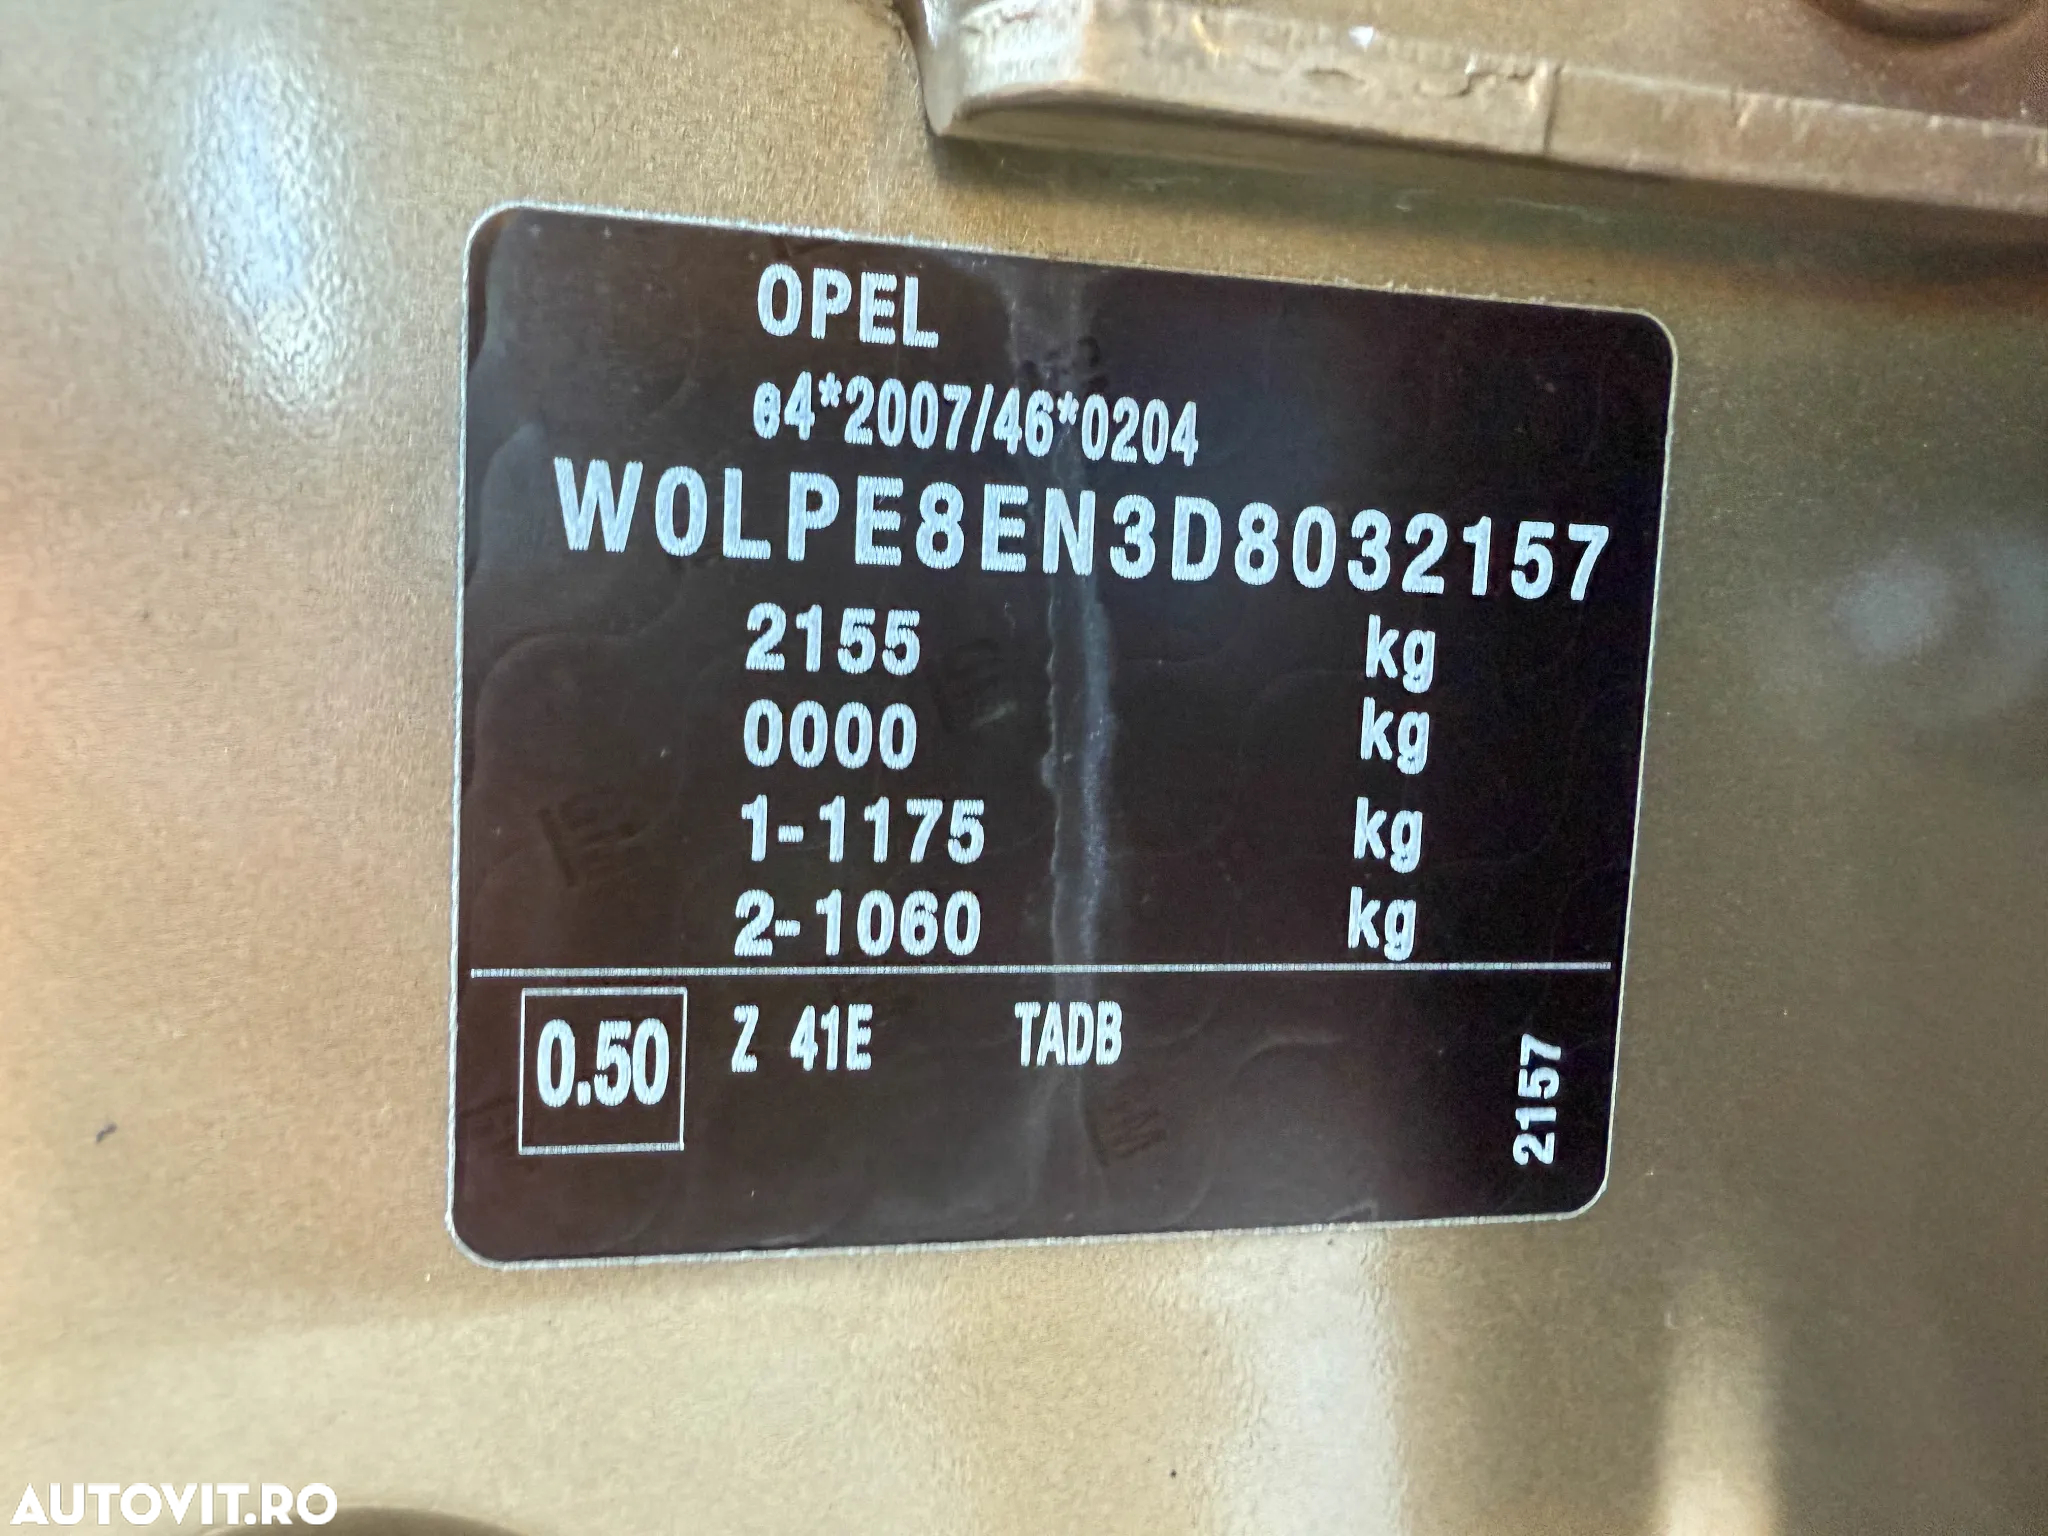 OPEL
e4*2007/46*0204
W0LPE8EN3D8032157
2155 kg
0000 kg
1-1175 kg
2-1060 kg
0.50 Z 41E TADB
2157
AUTOVIT.RO